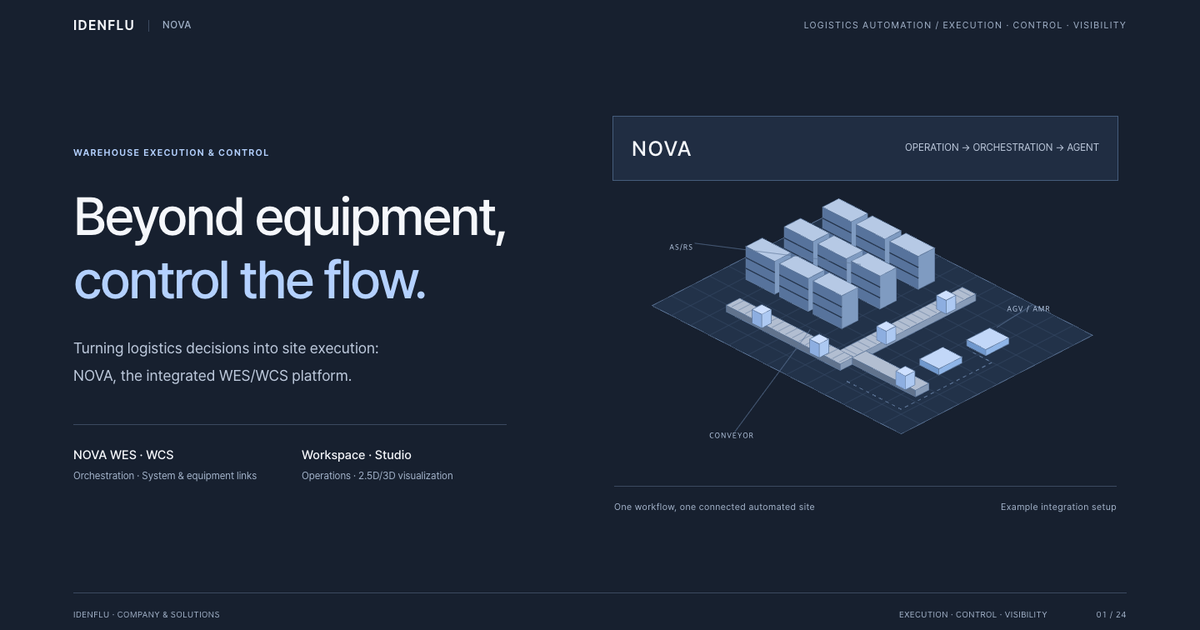 IDENFLU
NOVA
LOGISTICS AUTOMATION / EXECUTION · CONTROL · VISIBILITY
WAREHOUSE EXECUTION & CONTROL
Beyond equipment,
control the flow.
Turning logistics decisions into site execution:
NOVA, the integrated WES/WCS platform.
NOVA WES · WCS
Orchestration · System & equipment links
Workspace · Studio
Operations · 2.5D/3D visualization
NOVA
OPERATION → ORCHESTRATION → AGENT
AS/RS
AGV / AMR
CONVEYOR
One workflow, one connected automated site
Example integration setup
IDENFLU · COMPANY & SOLUTIONS
EXECUTION · CONTROL · VISIBILITY
01 / 24